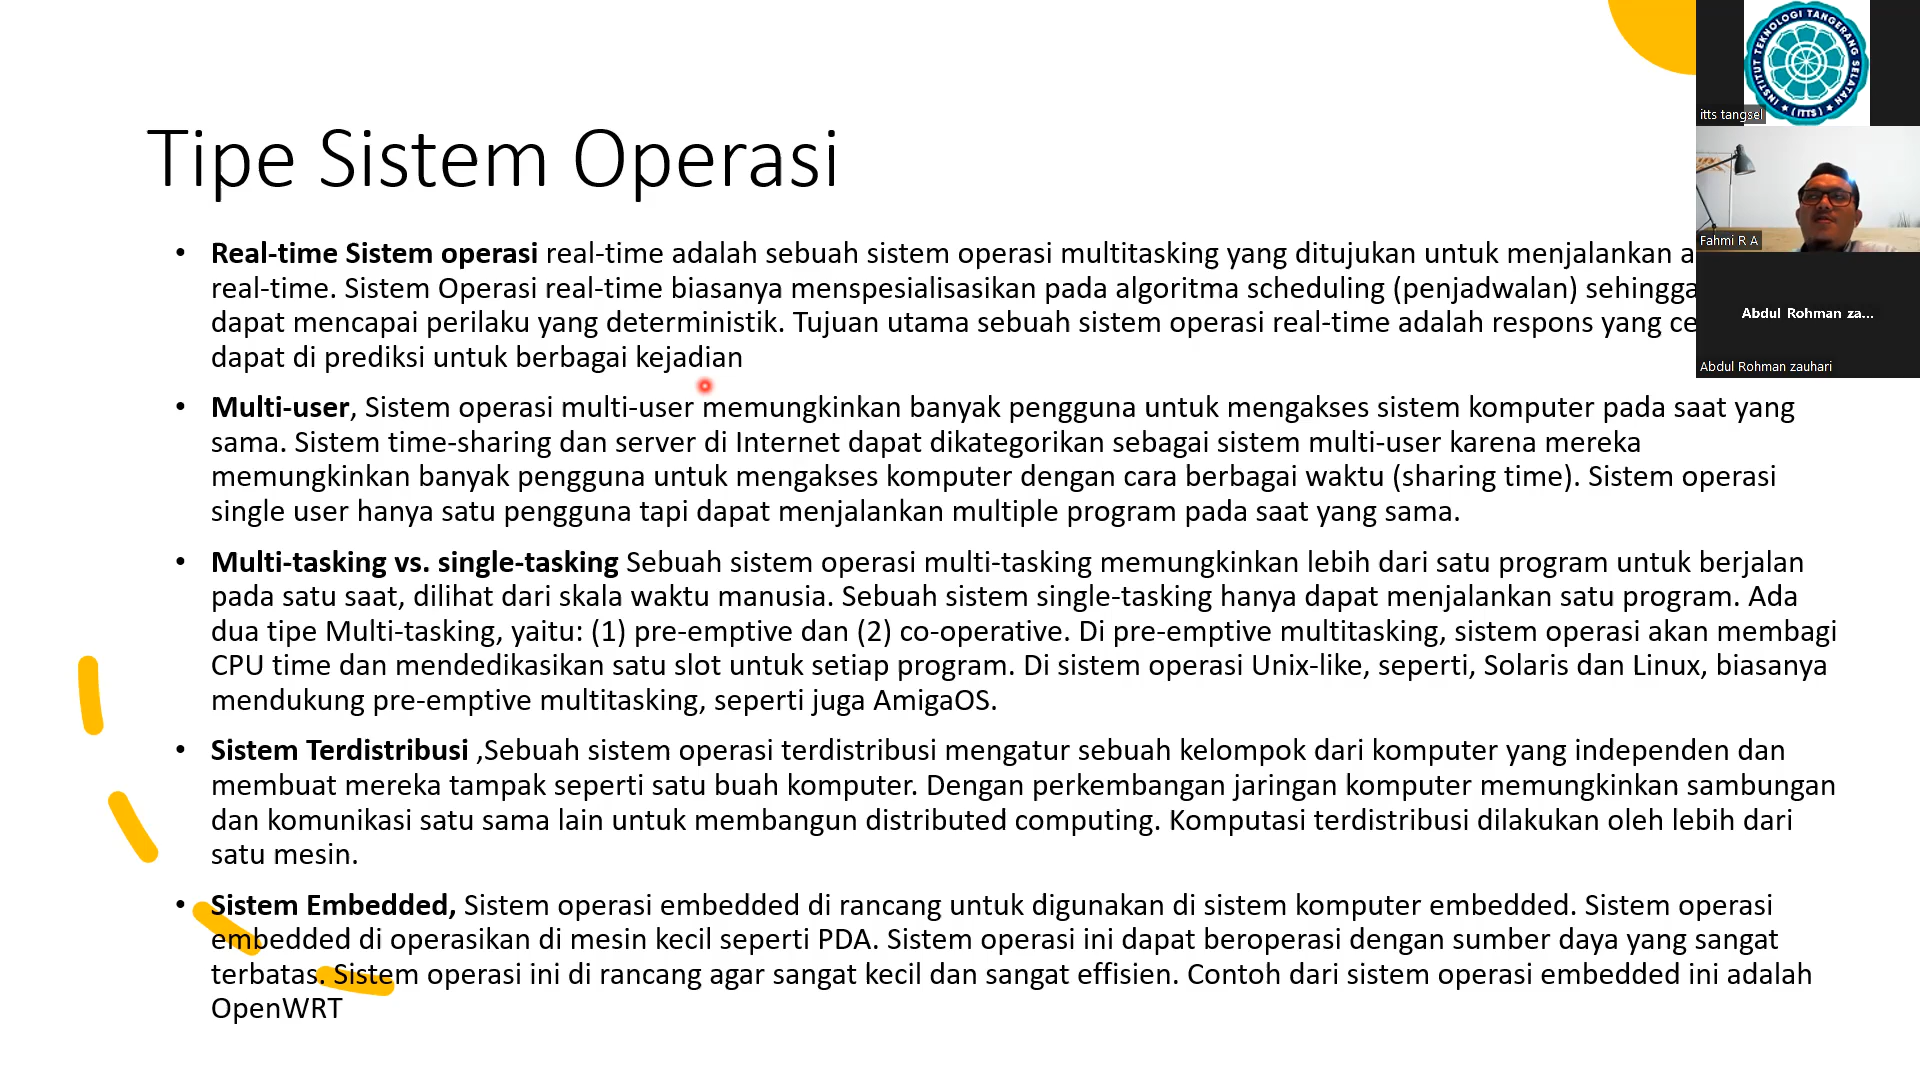 Tipe Sistem Operasi
• Real-time Sistem operasi real-time adalah sebuah sistem operasi multitasking yang ditujukan untuk menjalankan
real-time. Sistem Operasi real-time biasanya menspesialisasikan pada algoritma scheduling (penjadwalan) sehingga
dapat mencapai perilaku yang deterministik. Tujuan utama sebuah sistem operasi real-time adalah respons yang
dapat di prediksi untuk berbagai kejadian
• Multi-user, Sistem operasi multi-user memungkinkan banyak pengguna untuk mengakses sistem komputer pada saat yang
sama. Sistem time-sharing dan server di Internet dapat dikategorikan sebagai sistem multi-user karena mereka
memungkinkan banyak pengguna untuk mengakses komputer dengan cara berbagai waktu (sharing time). Sistem operasi
single user hanya satu pengguna tapi dapat menjalankan multiple program pada saat yang sama.
• Multi-tasking vs. single-tasking Sebuah sistem operasi multi-tasking memungkinkan lebih dari satu program untuk berjalan
pada satu saat, dilihat dari skala waktu manusia. Sebuah sistem single-tasking hanya dapat menjalankan satu program. Ada
dua tipe Multi-tasking, yaitu: (1) pre-emptive dan (2) co-operative. Di pre-emptive multitasking, sistem operasi akan membagi
CPU time dan mendedikasikan satu slot untuk setiap program. Di sistem operasi Unix-like, seperti, Solaris dan Linux, biasanya
mendukung pre-emptive multitasking, seperti juga AmigaOS.
• Sistem Terdistribusi ,Sebuah sistem operasi terdistribusi mengatur sebuah kelompok dari komputer yang independen dan
membuat mereka tampak seperti satu buah komputer. Dengan perkembangan jaringan komputer memungkinkan sambungan
dan komunikasi satu sama lain untuk membangun distributed computing. Komputasi terdistribusi dilakukan oleh lebih dari
satu mesin.
• Sistem Embedded, Sistem operasi embedded di rancang untuk digunakan di sistem komputer embedded. Sistem operasi
embedded di operasikan di mesin kecil seperti PDA. Sistem operasi ini dapat beroperasi dengan sumber daya yang sangat
terbatas. Sistem operasi ini di rancang agar sangat kecil dan sangat effisien. Contoh dari sistem operasi embedded ini adalah
OpenWRT
INSTITUT TEKNOLOGI TANGERANG SELATAN
(ITTS)
itts tangsel
Fahmi R A
Abdul Rohman za...
Abdul Rohman zauhari